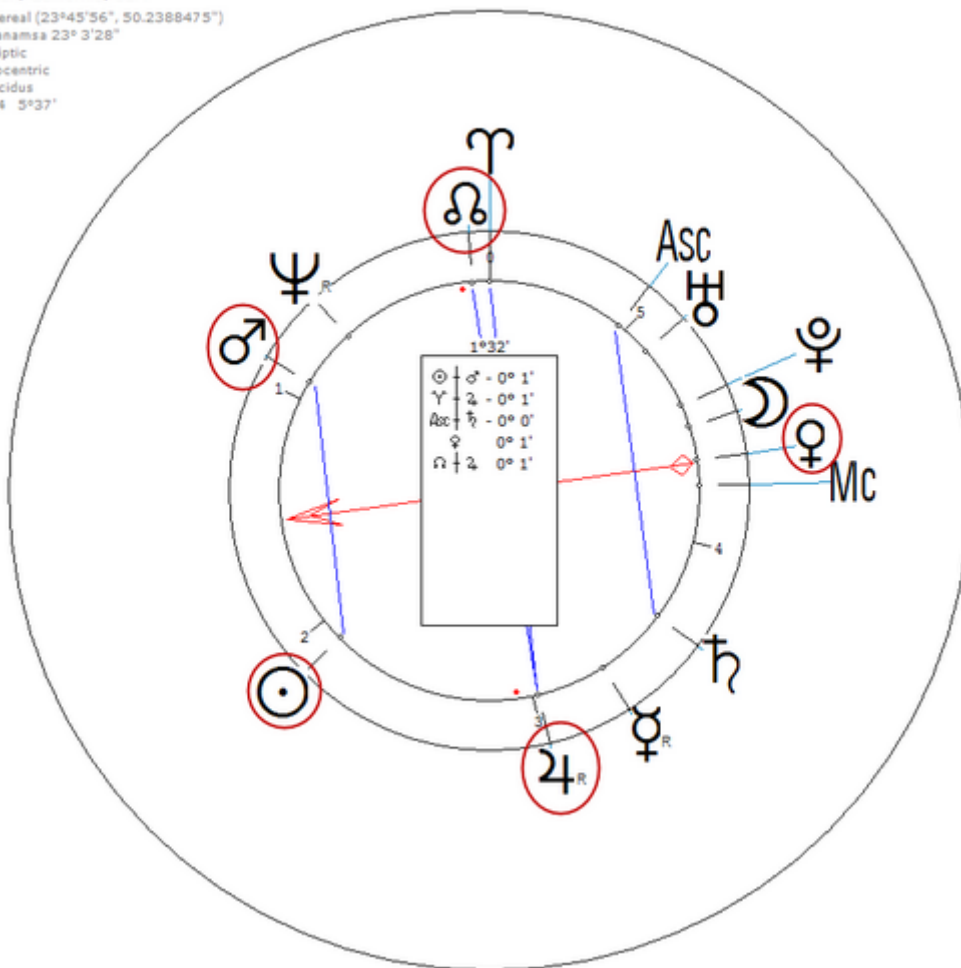 ereal (23°45'56", 50.2388475")
anamsa 23° 3'28"
iptic
ocentric
cidus
5°37'
♈
☊
0
Asc
♆R
♅
5
♂
1°32'
♇
1
☉ ♂ - 0° 1'
♈ ♃ - 0° 1'
☽
Asc ♄ - 0° 0'
♀ 0° 1'
♀
☊ ♃ 0° 1'
Mc
4
2
♄
☉
3
☿R
♃R